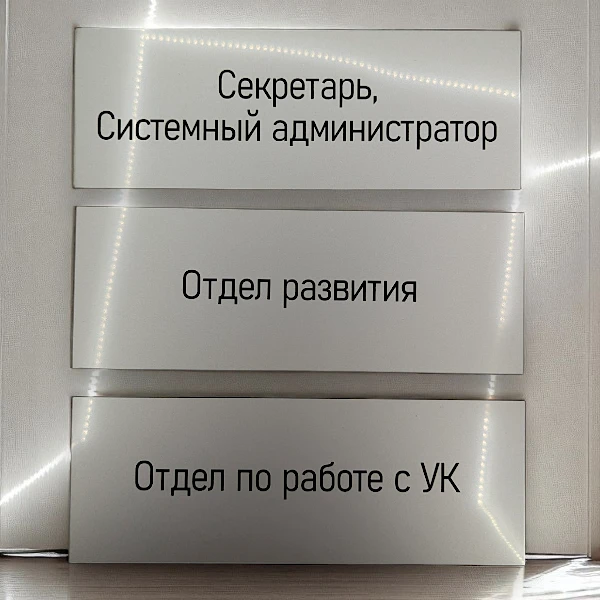 Секретарь,
Системный администратор
Отдел развития
Отдел по работе с УК